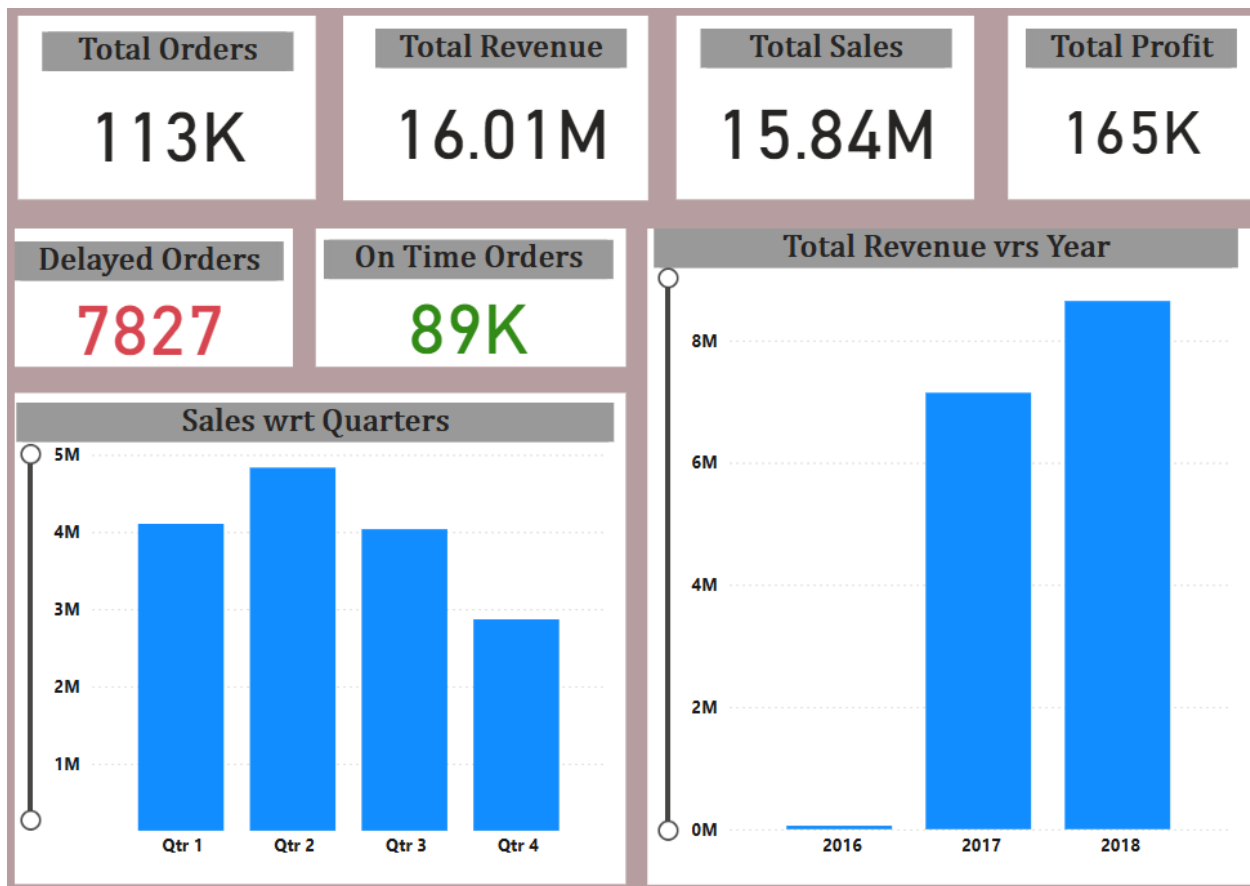 Total Orders
113K
Total Revenue
16.01M
Total Sales
15.84M
Total Profit
165K
Delayed Orders
7827
On Time Orders
89K
Sales wrt Quarters
5M
4M
3M
2M
1M
Qtr 1 Qtr 2 Qtr 3 Qtr 4
Total Revenue vrs Year
8M
6M
4M
2M
0M
2016 2017 2018